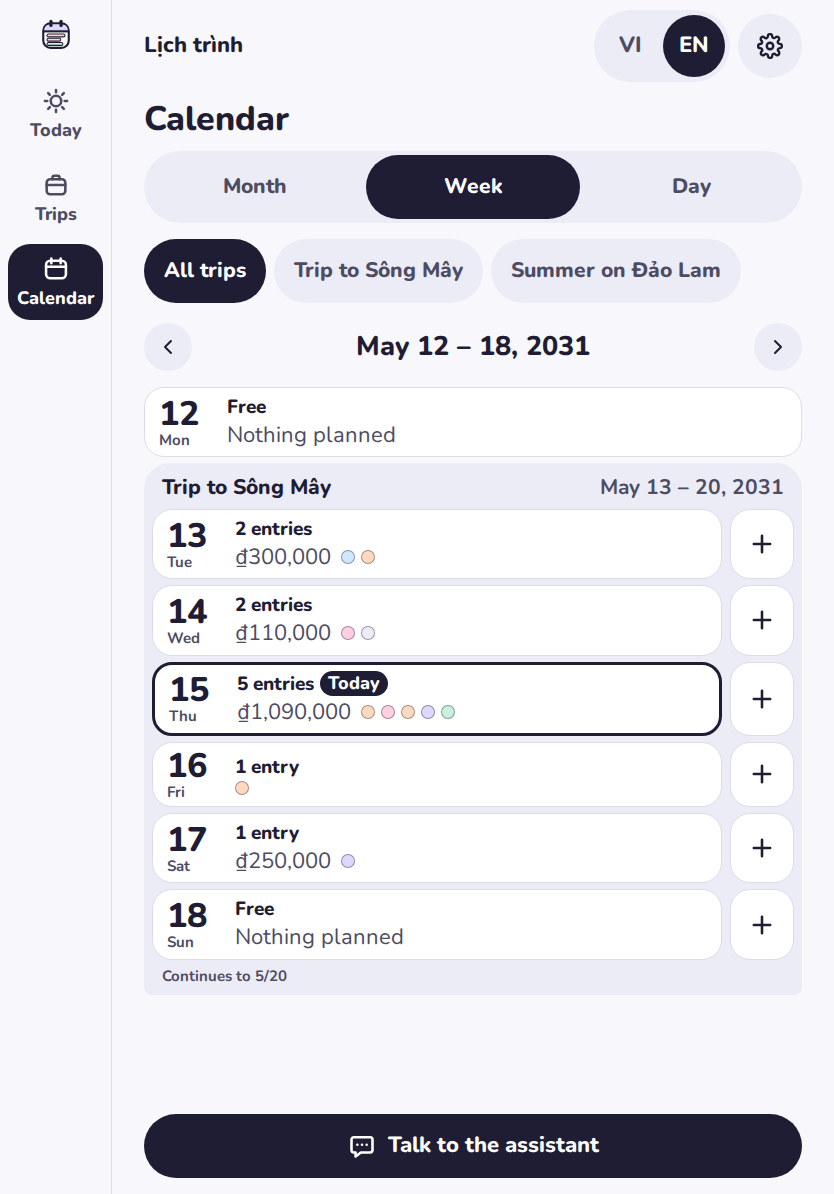 Lịch trình
VI
EN
Today
Trips
Calendar
Calendar
Month
Week
Day
All trips
Trip to Sông Mây
Summer on Đảo Lam
May 12 – 18, 2031
12
Mon
Free
Nothing planned
Trip to Sông Mây
May 13 – 20, 2031
13
Tue
2 entries
₫300,000
14
Wed
2 entries
₫110,000
15
Thu
5 entries
Today
₫1,090,000
16
Fri
1 entry
17
Sat
1 entry
₫250,000
18
Sun
Free
Nothing planned
Continues to 5/20
Talk to the assistant